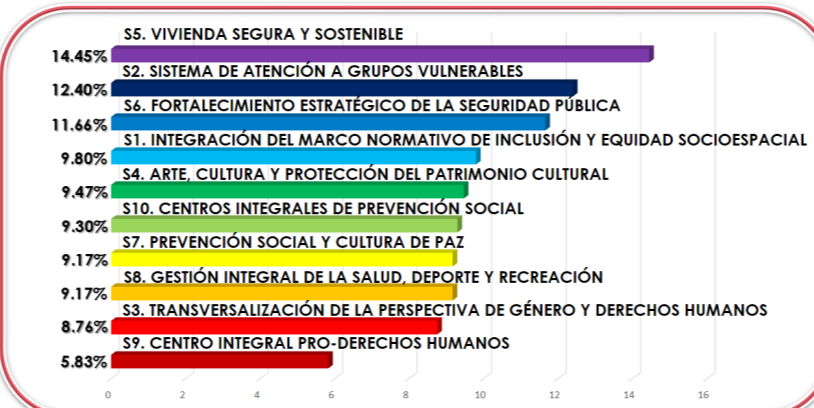 S5. VIVIENDA SEGURA Y SOSTENIBLE
14.45%
S2. SISTEMA DE ATENCIÓN A GRUPOS VULNERABLES
12.40%
S6. FORTALECIMIENTO ESTRATÉGICO DE LA SEGURIDAD PÚBLICA
11.66%
S1. INTEGRACIÓN DEL MARCO NORMATIVO DE INCLUSIÓN Y EQUIDAD SOCIOESPACIAL
9.80%
S4. ARTE, CULTURA Y PROTECCIÓN DEL PATRIMONIO CULTURAL
9.47%
S10. CENTROS INTEGRALES DE PREVENCIÓN SOCIAL
9.30%
S7. PREVENCIÓN SOCIAL Y CULTURA DE PAZ
9.17%
S8. GESTIÓN INTEGRAL DE LA SALUD, DEPORTE Y RECREACIÓN
9.17%
S3. TRANSVERSALIZACIÓN DE LA PERSPECTIVA DE GÉNERO Y DERECHOS HUMANOS
8.76%
S9. CENTRO INTEGRAL PRO-DERECHOS HUMANOS
5.83%
0 2 4 6 8 10 12 14 16